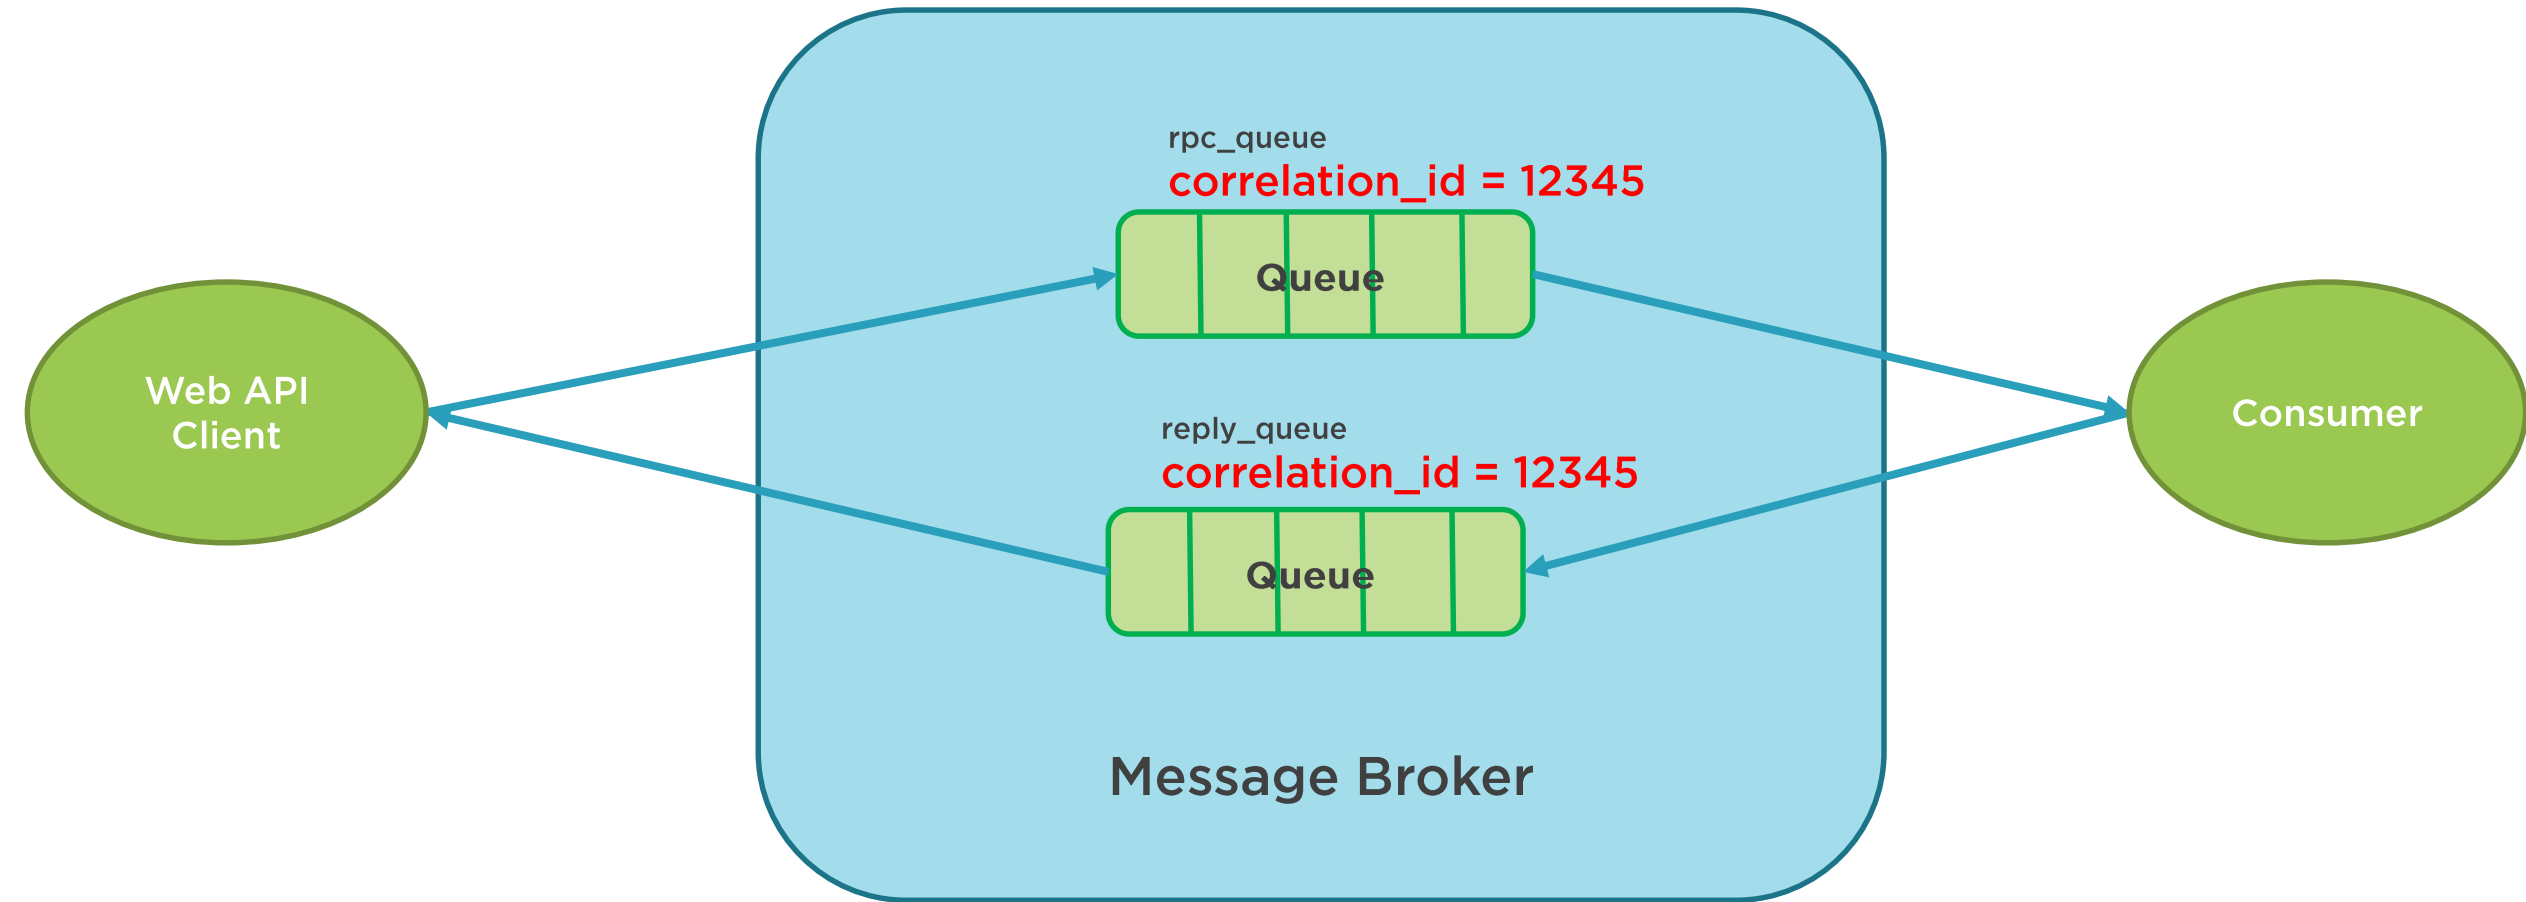 rpc_queue
correlation_id = 12345
Queue
Web API
Client
Consumer
reply_queue
correlation_id = 12345
Queue
Message Broker